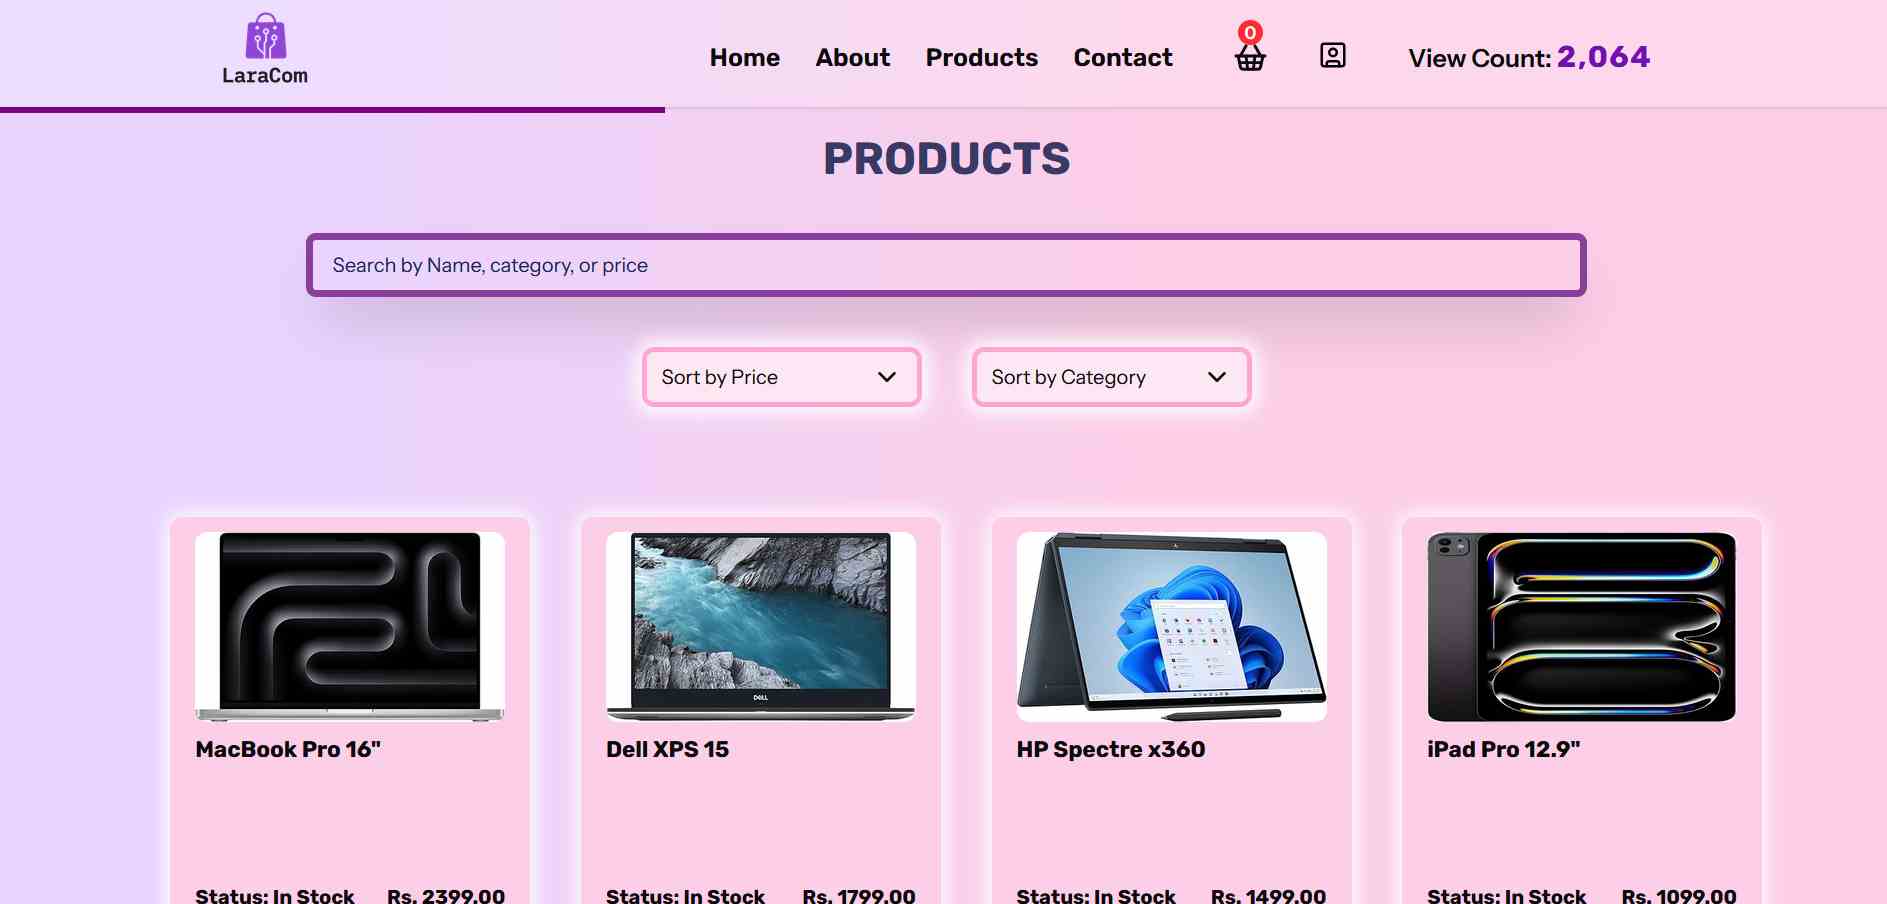 LaraCom
Home About Products Contact 0 View Count: 2,064
PRODUCTS
Search by Name, category, or price
Sort by Price Sort by Category
DELL
MacBook Pro 16" Dell XPS 15 HP Spectre x360 iPad Pro 12.9"
Status: In Stock Rs. 2399.00 Status: In Stock Rs. 1799.00 Status: In Stock Rs. 1499.00 Status: In Stock Rs. 1099.00